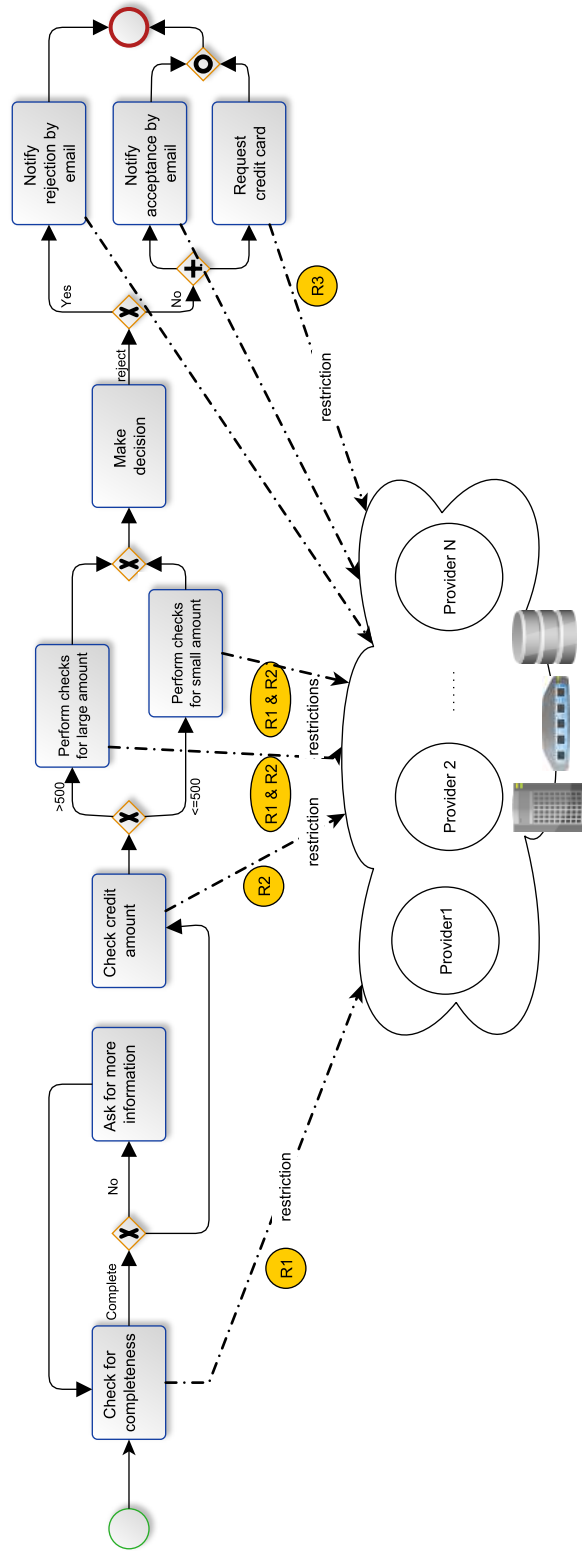 Check for
completeness
Complete
No
Ask for more
information
Check credit
amount
>500
<=500
Perform checks
for large amount
Perform checks
for small amount
Make
decision
reject
Yes
No
Notify
rejection by
email
Notify
acceptance by
email
Request
credit card
R1
restriction
R2
restriction
R1 & R2
R1 & R2
restrictions
R3
restriction
Provider1
Provider 2
......
Provider N